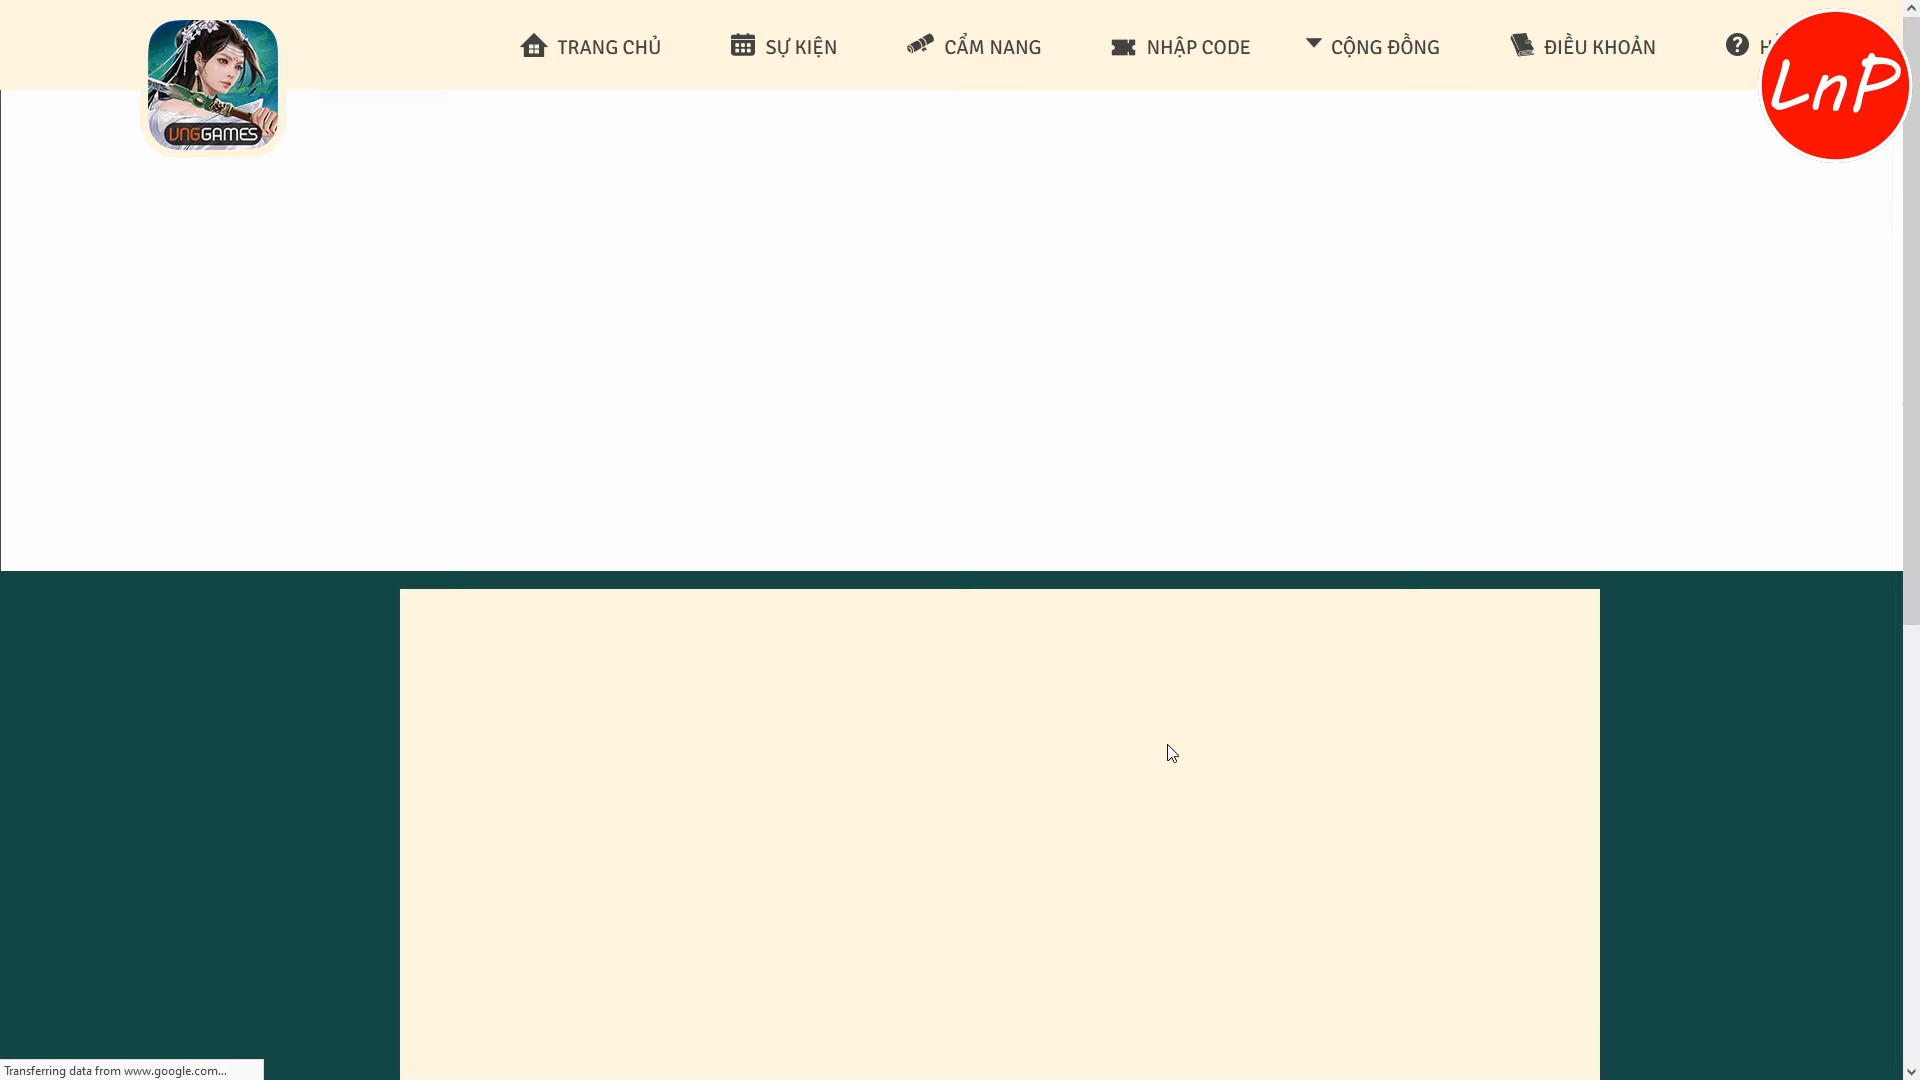 TRANG CHỦ
SỰ KIỆN
CẨM NANG
NHẬP CODE
CỘNG ĐỒNG
ĐIỀU KHOẢN
LnP
VNGGAMES
Transferring data from www.google.com...